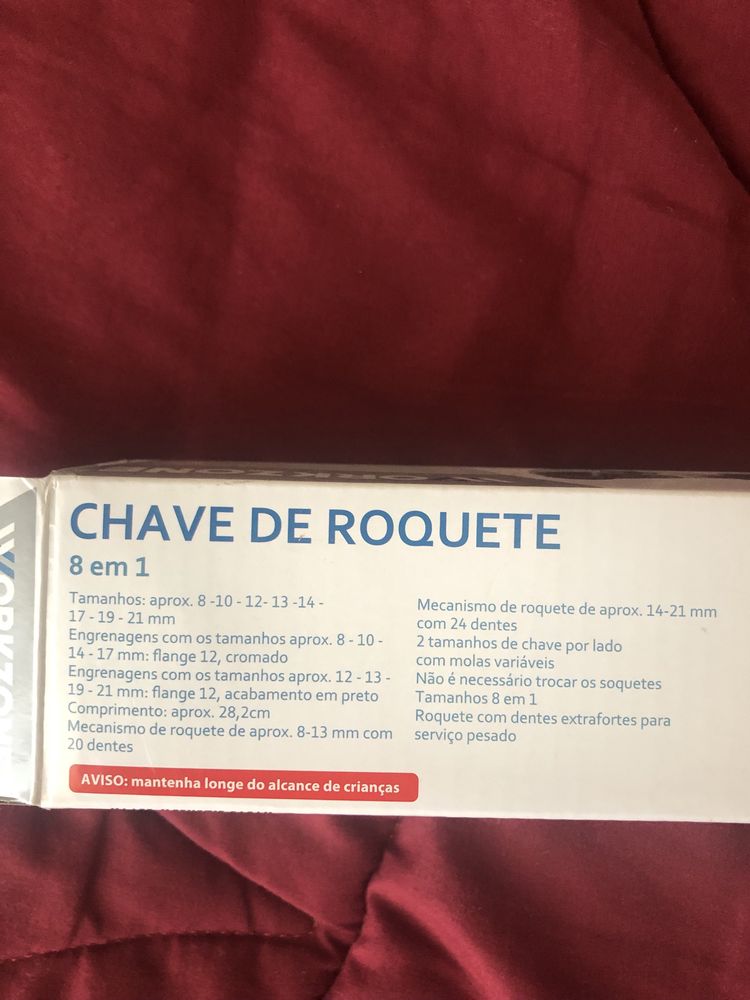 WORKZONE
WORKZONE
CHAVE DE ROQUETE
8 em 1
Tamanhos: aprox. 8 -10 - 12- 13 -14 -
17 - 19 - 21 mm
Engrenagens com os tamanhos aprox. 8 - 10 -
14 - 17 mm: flange 12, cromado
Engrenagens com os tamanhos aprox. 12 - 13 -
19 - 21 mm: flange 12, acabamento em preto
Comprimento: aprox. 28,2cm
Mecanismo de roquete de aprox. 8-13 mm com
20 dentes
Mecanismo de roquete de aprox. 14-21 mm
com 24 dentes
2 tamanhos de chave por lado
com molas variáveis
Não é necessário trocar os soquetes
Tamanhos 8 em 1
Roquete com dentes extrafortes para
serviço pesado
AVISO: mantenha longe do alcance de crianças